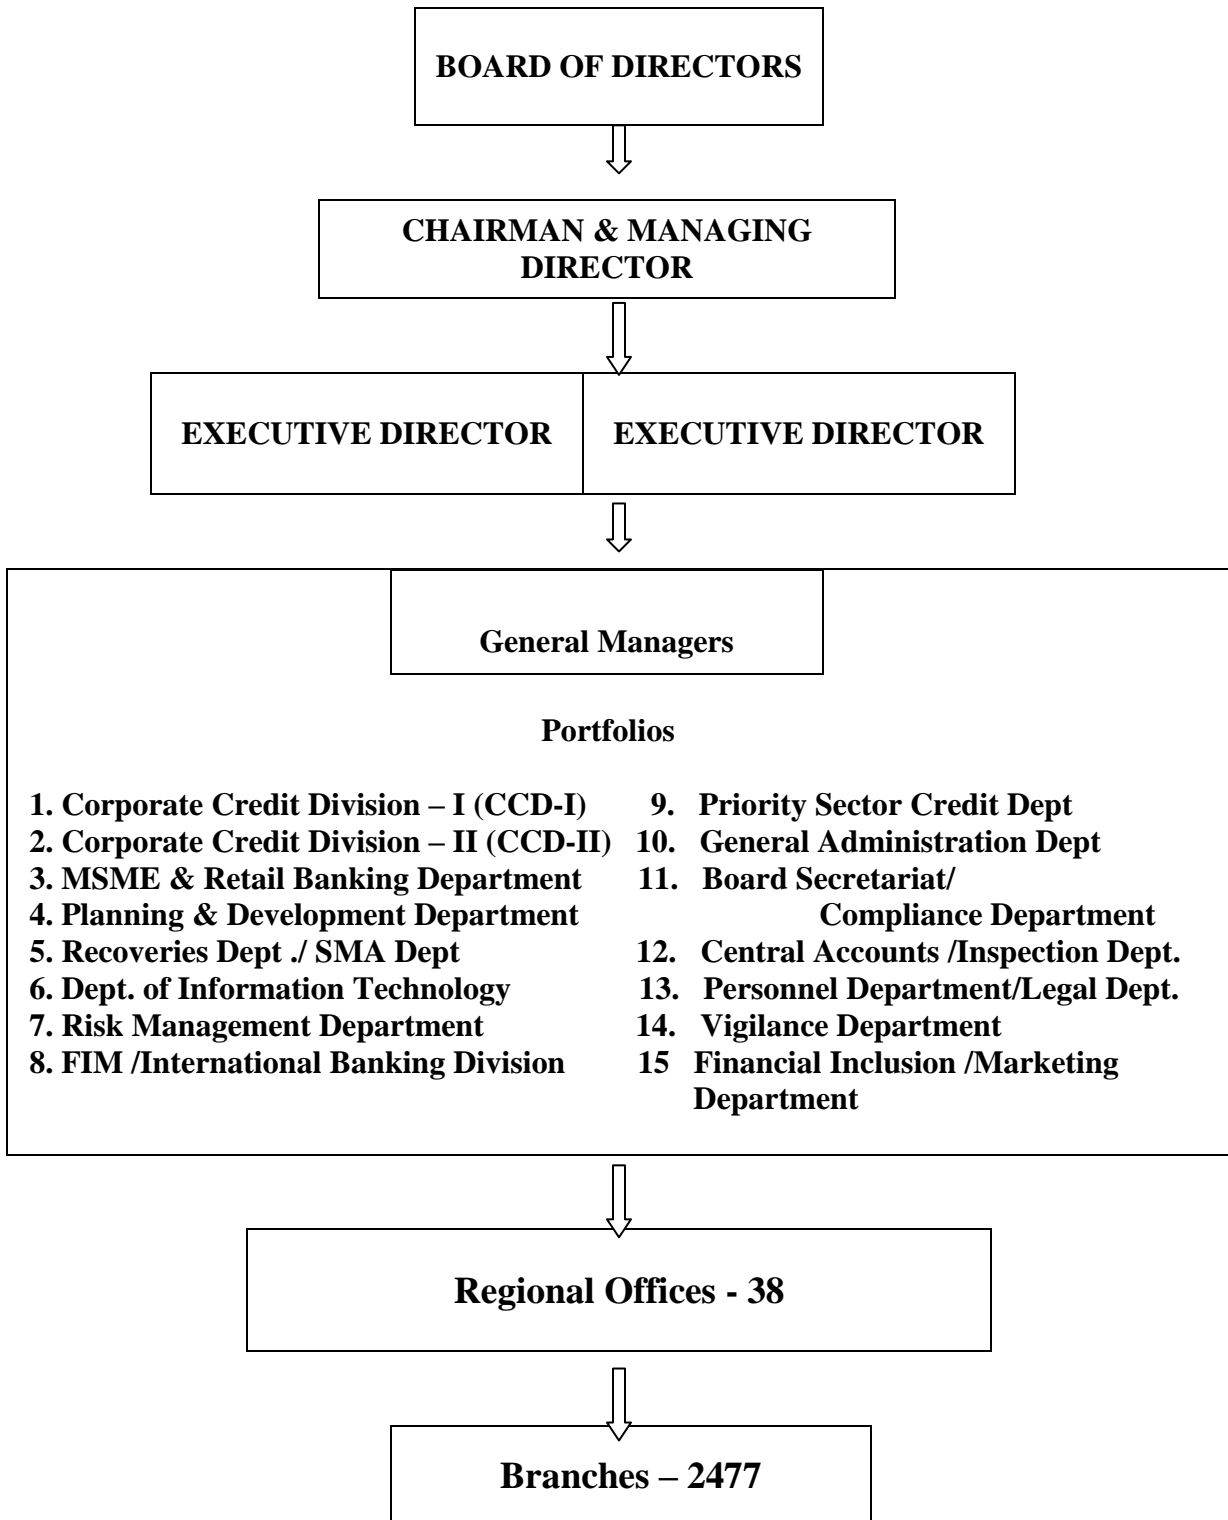 BOARD OF DIRECTORS
CHAIRMAN & MANAGING
DIRECTOR
EXECUTIVE DIRECTOR
EXECUTIVE DIRECTOR
General Managers
Portfolios
1. Corporate Credit Division – I (CCD-I)
2. Corporate Credit Division – II (CCD-II)
3. MSME & Retail Banking Department
4. Planning & Development Department
5. Recoveries Dept ./ SMA Dept
6. Dept. of Information Technology
7. Risk Management Department
8. FIM /International Banking Division
9. Priority Sector Credit Dept
10. General Administration Dept
11. Board Secretariat/
Compliance Department
12. Central Accounts /Inspection Dept.
13. Personnel Department/Legal Dept.
14. Vigilance Department
15 Financial Inclusion /Marketing
Department
Regional Offices - 38
Branches – 2477